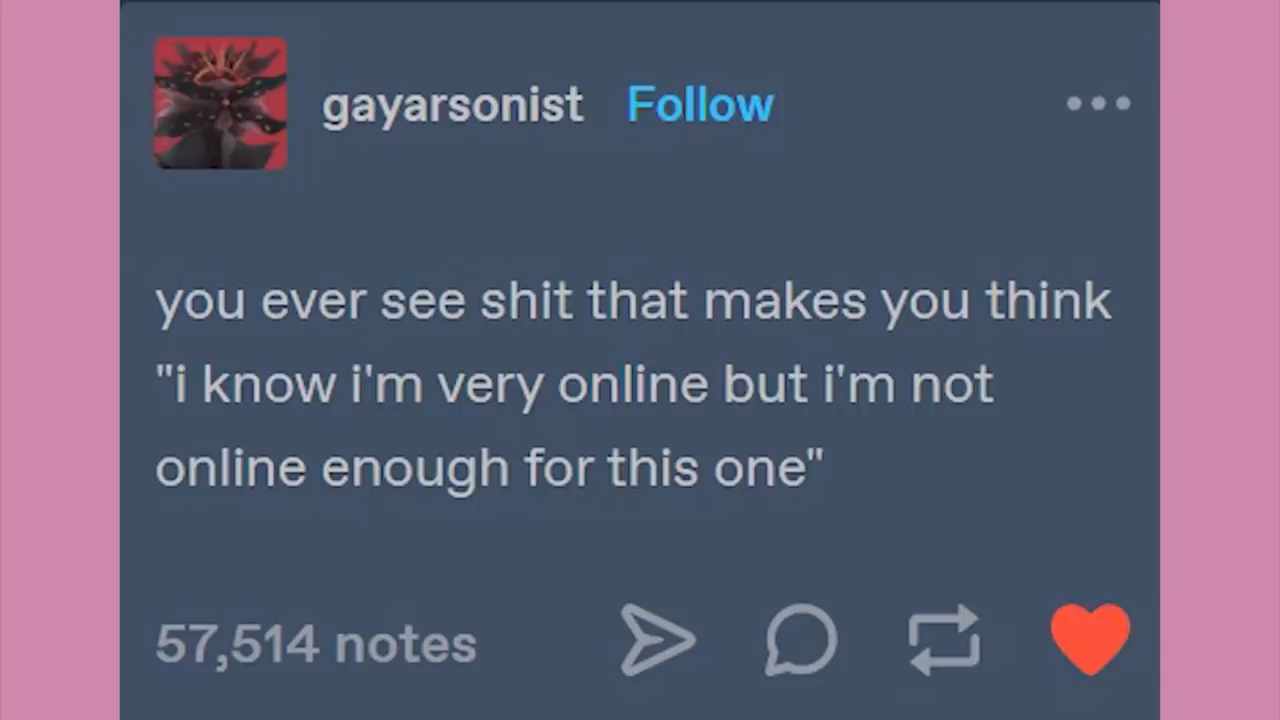 gayarsonist Follow
you ever see shit that makes you think
"i know i'm very online but i'm not
online enough for this one"
57,514 notes